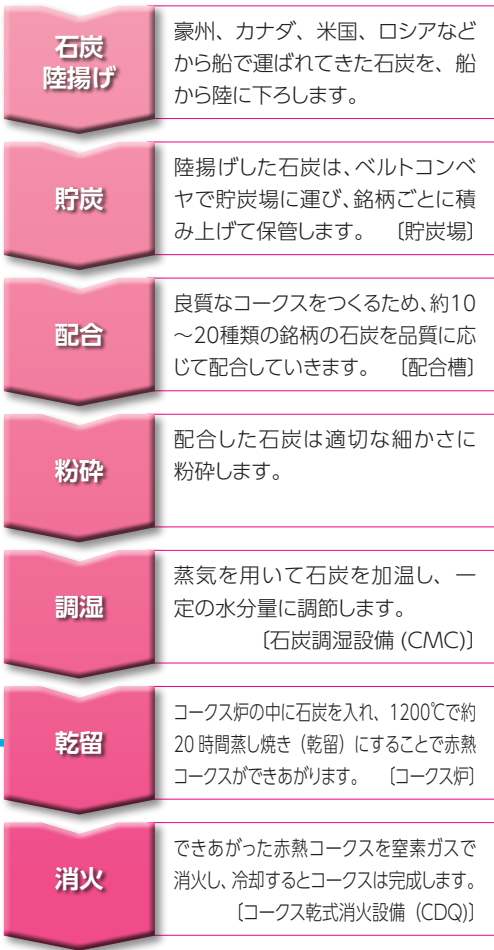 石炭
陸揚げ
豪州、カナダ、米国、ロシアなど
から船で運ばれてきた石炭を、船
から陸に下ろします。
貯炭
陸揚げした石炭は、ベルトコンベ
ヤで貯炭場に運び、銘柄ごとに積
み上げて保管します。　〔貯炭場〕
配合
良質なコークスをつくるため、約10
～20種類の銘柄の石炭を品質に応
じて配合していきます。　〔配合槽〕
粉砕
配合した石炭は適切な細かさに
粉砕します。
調湿
蒸気を用いて石炭を加温し、一
定の水分量に調節します。
〔石炭調湿設備 (CMC)〕
乾留
コークス炉の中に石炭を入れ、1200℃で約
20時間蒸し焼き（乾留）にすることで赤熱
コークスができあがります。　〔コークス炉〕
消火
できあがった赤熱コークスを窒素ガスで
消火し、冷却するとコークスは完成します。
〔コークス乾式消火設備（CDQ)〕